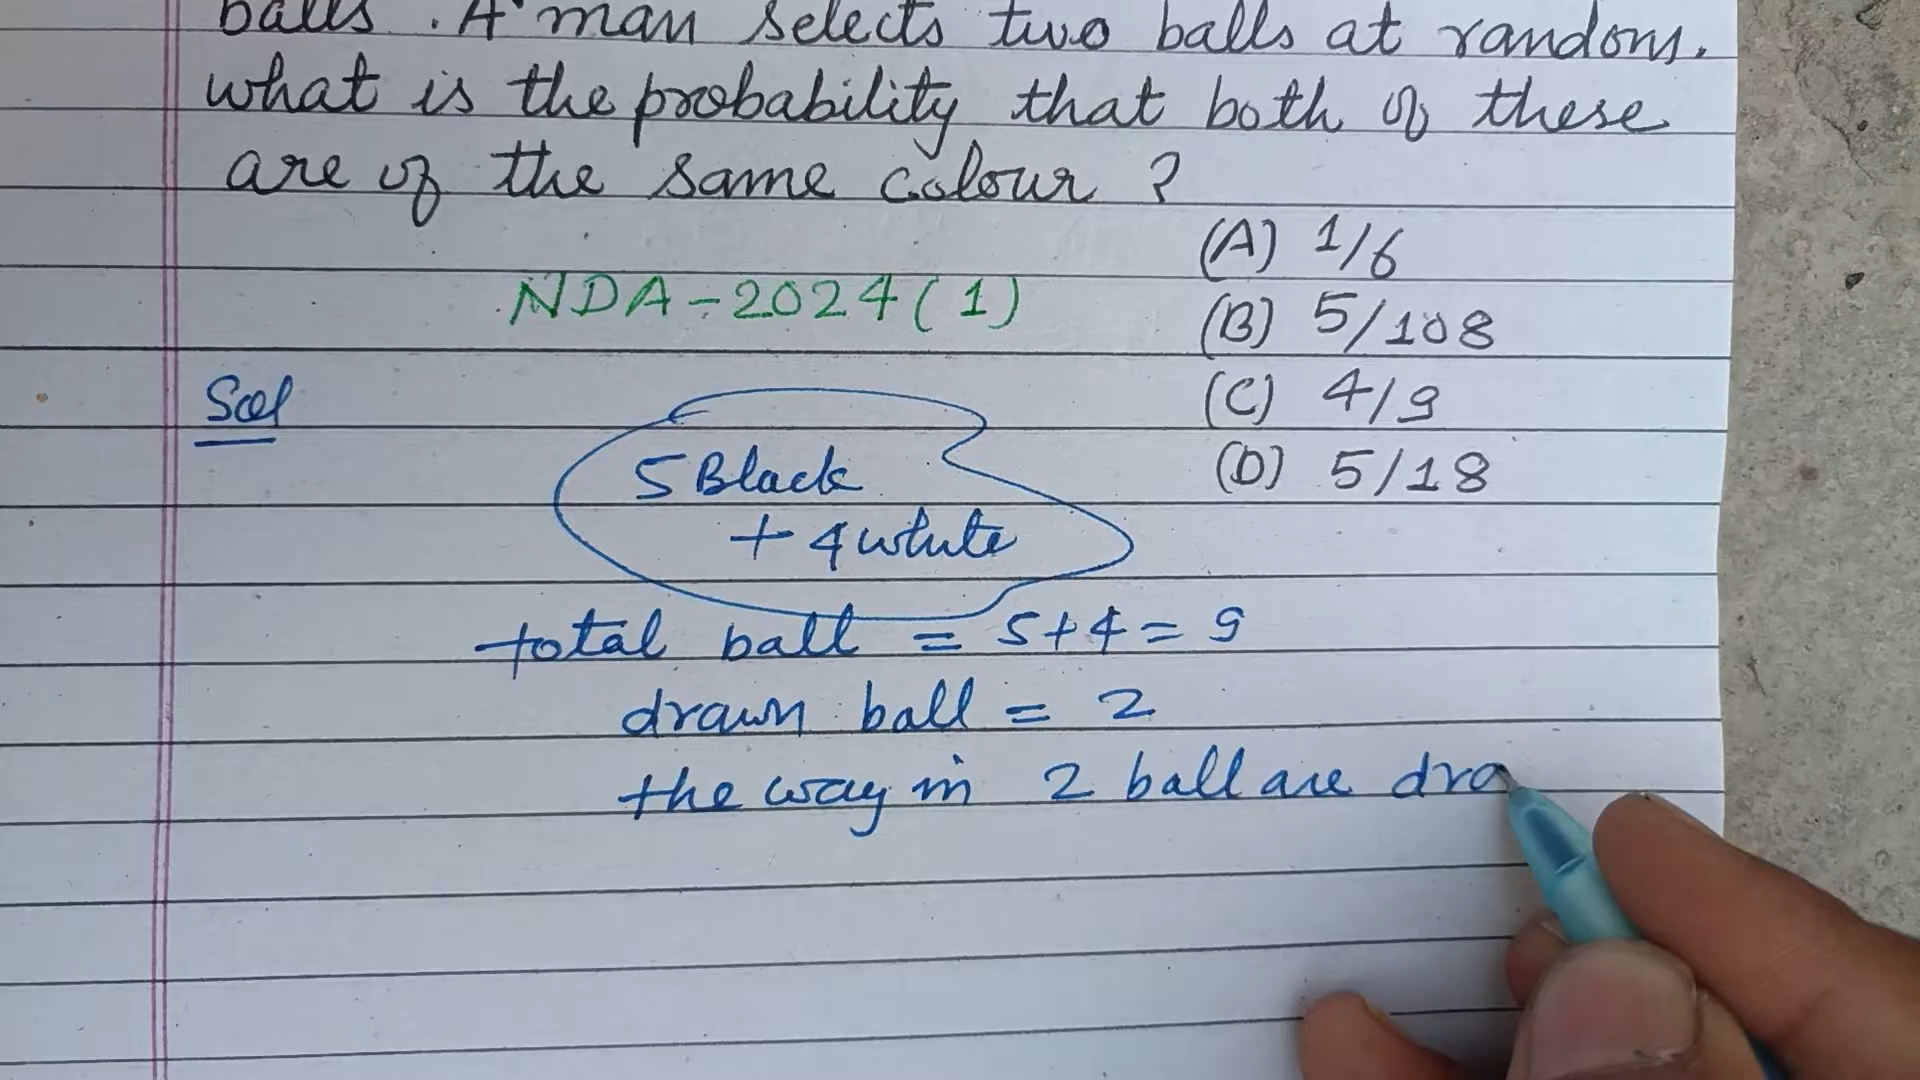 balls. A man selects two balls at random.
what is the probability that both of these
are of the same colour ?
(A) 1/6
NDA-2024(1)
(B) 5/108
(C) 4/9
Sol
(D) 5/18
5 Black
+ 4 white
total ball = 5+4 = 9
drawn ball = 2
the way in 2 ball are dra